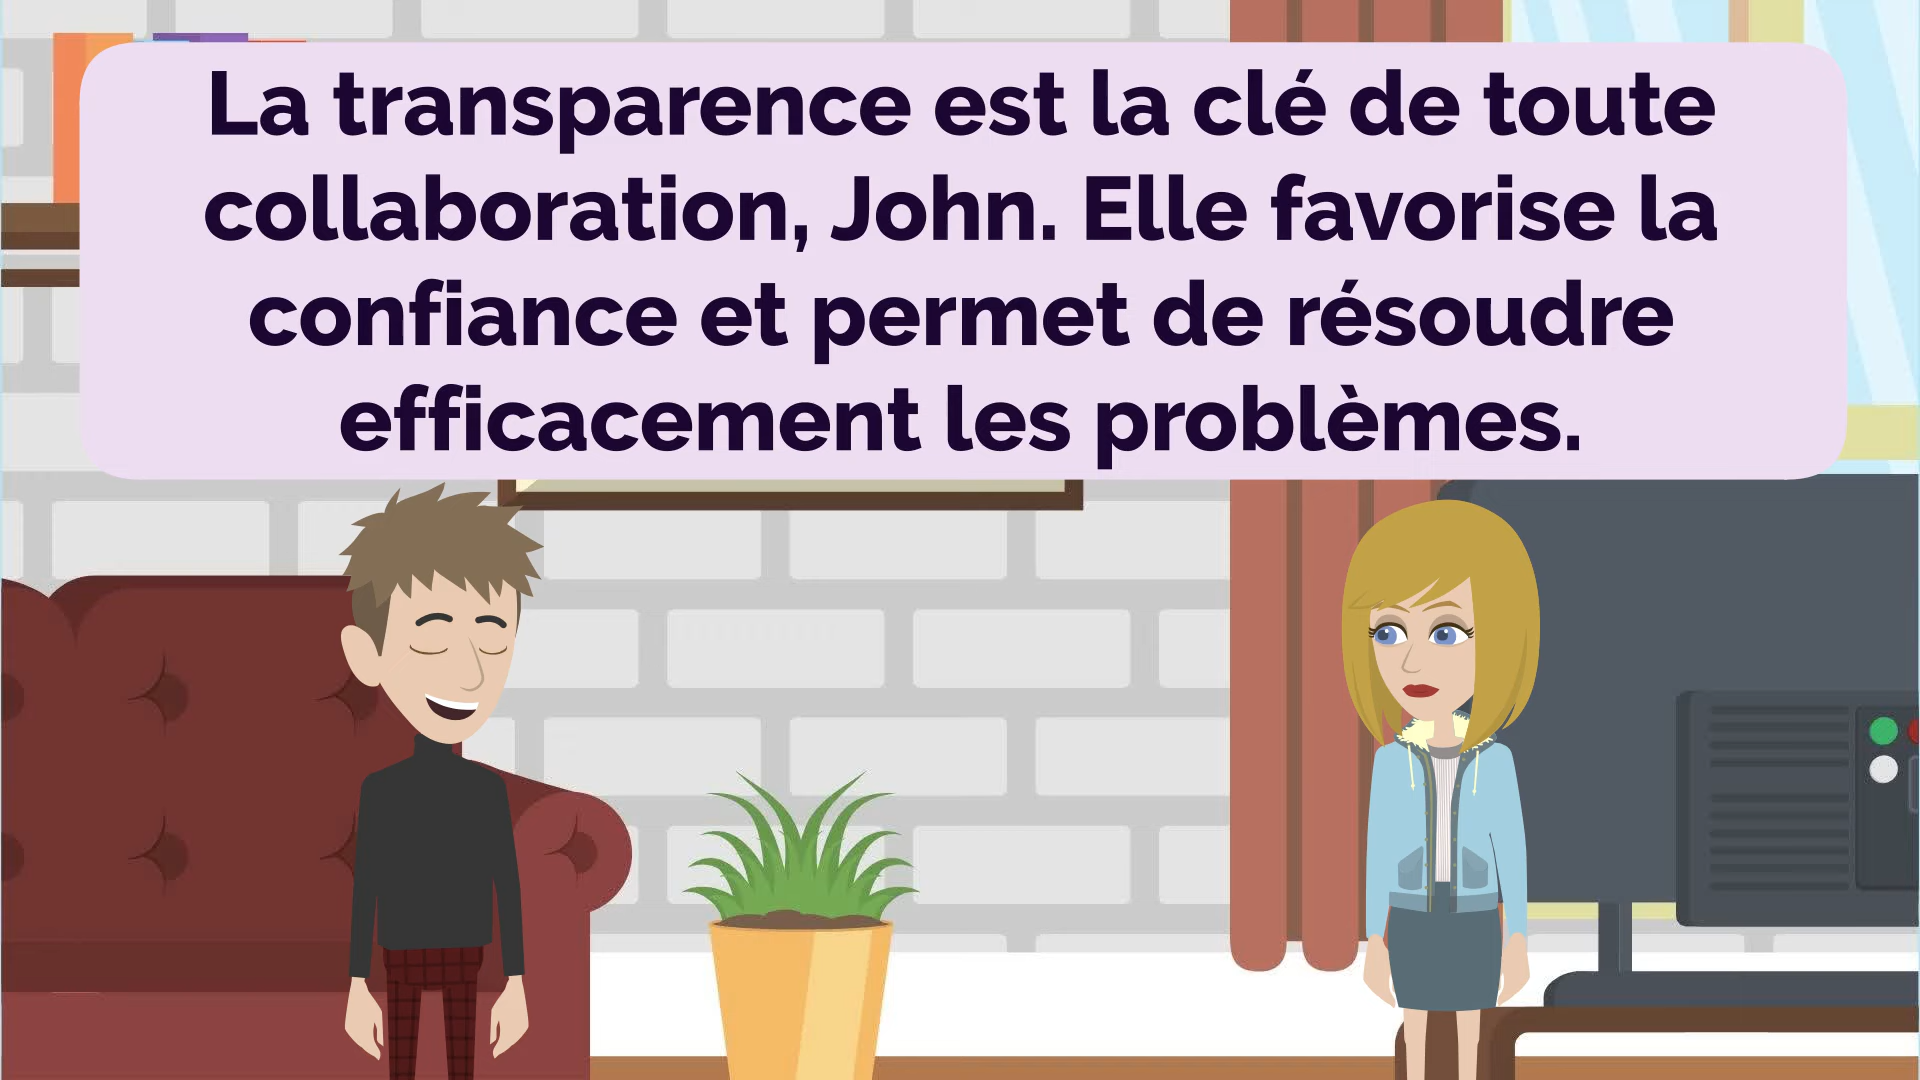 La transparence est la clé de toute
collaboration, John. Elle favorise la
confiance et permet de résoudre
efficacement les problèmes.